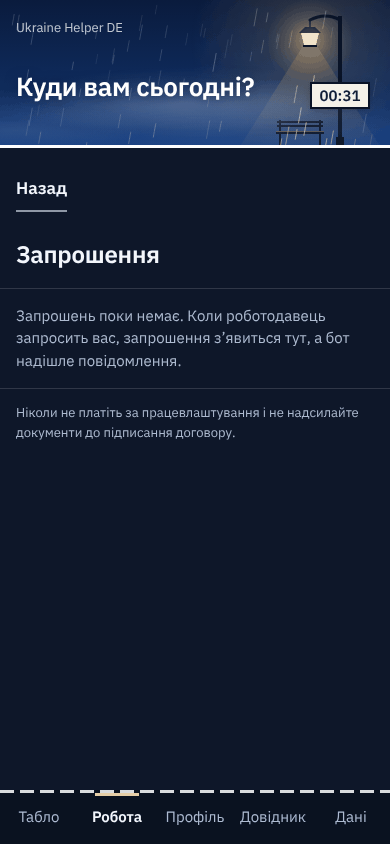 Ukraine Helper DE
Куди вам сьогодні?
00:31
Назад
Запрошення
Запрошень поки немає. Коли роботодавець
запросить вас, запрошення з’явиться тут, а бот
надішле повідомлення.
Ніколи не платіть за працевлаштування і не надсилайте
документи до підписання договору.
Табло Робота Профіль Довідник Дані